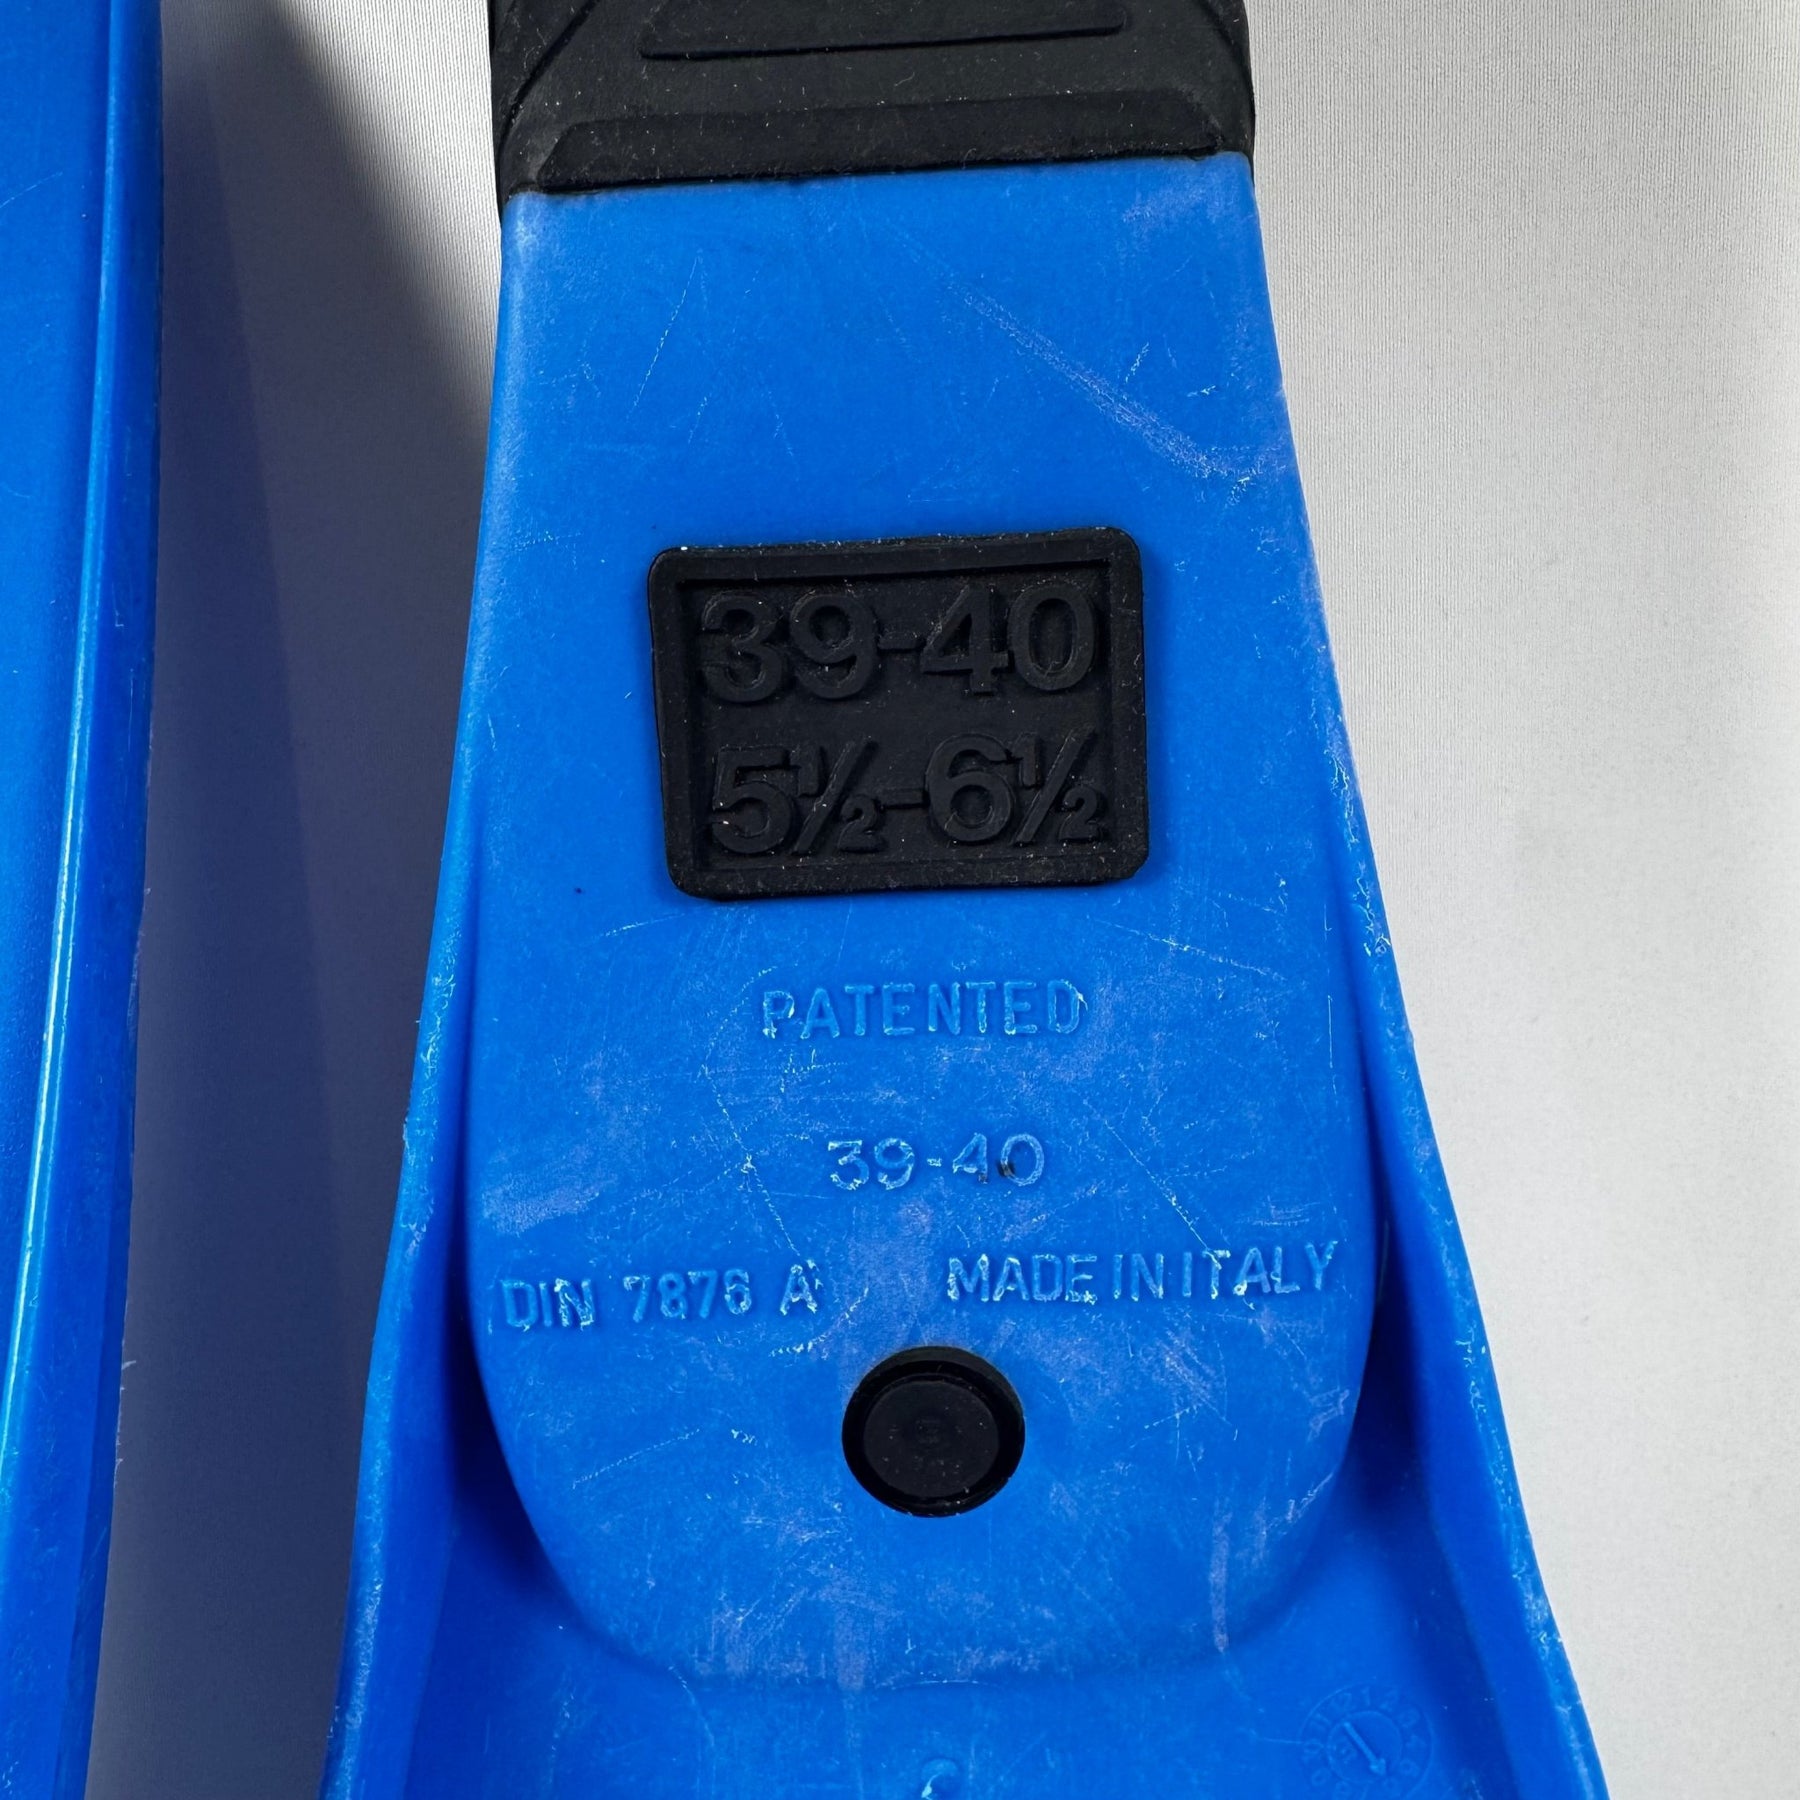 39-40
5½-6½
PATENTED
39-40
DIN 7876 A MADE IN ITALY